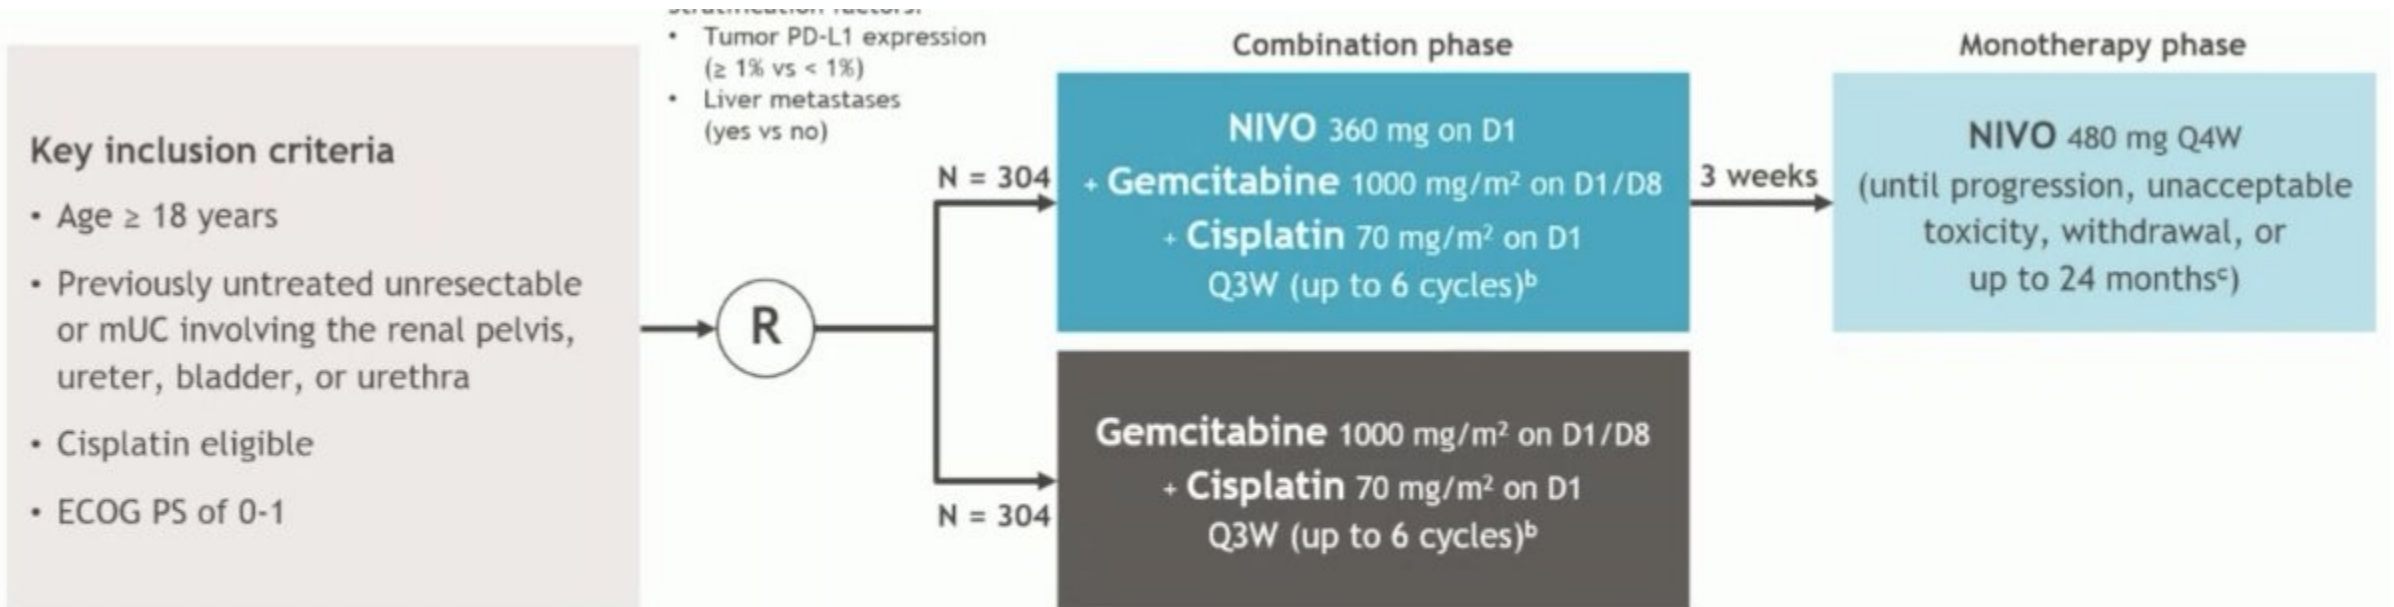 Stratification factors:
• Tumor PD-L1 expression
(≥ 1% vs < 1%)
• Liver metastases
(yes vs no)
Key inclusion criteria
• Age ≥ 18 years
• Previously untreated unresectable
or mUC involving the renal pelvis,
ureter, bladder, or urethra
• Cisplatin eligible
• ECOG PS of 0-1
R
N = 304
N = 304
Combination phase
NIVO 360 mg on D1
+ Gemcitabine 1000 mg/m² on D1/D8
+ Cisplatin 70 mg/m² on D1
Q3W (up to 6 cycles)ᵇ
Gemcitabine 1000 mg/m² on D1/D8
+ Cisplatin 70 mg/m² on D1
Q3W (up to 6 cycles)ᵇ
3 weeks
Monotherapy phase
NIVO 480 mg Q4W
(until progression, unacceptable
toxicity, withdrawal, or
up to 24 monthsᶜ)